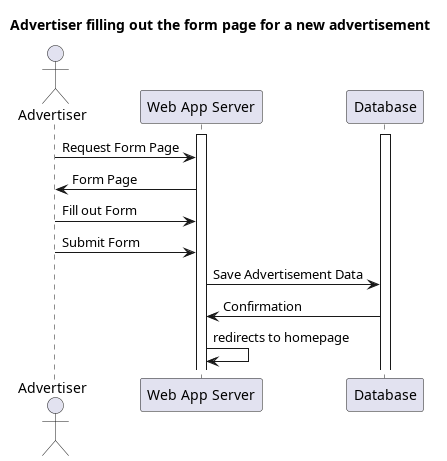 Advertiser filling out the form page for a new advertisement
Advertiser
Web App Server
Database
Request Form Page
Form Page
Fill out Form
Submit Form
Save Advertisement Data
Confirmation
redirects to homepage
Advertiser
Web App Server
Database